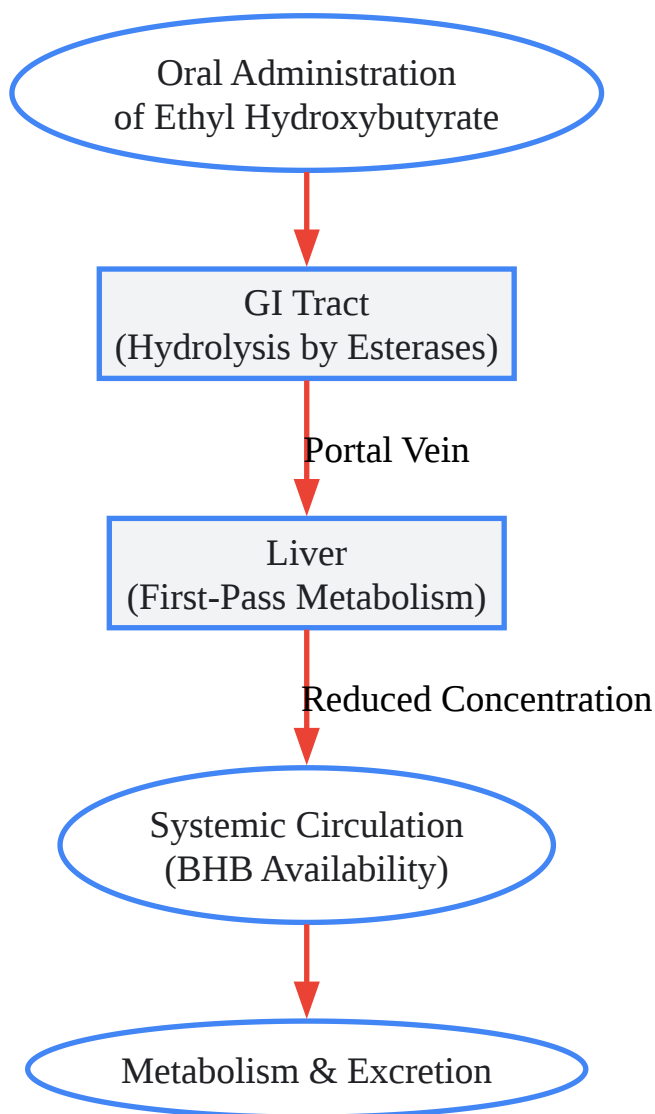 Oral Administration
of Ethyl Hydroxybutyrate
GI Tract
(Hydrolysis by Esterases)
Portal Vein
Liver
(First-Pass Metabolism)
Reduced Concentration
Systemic Circulation
(BHB Availability)
Metabolism & Excretion